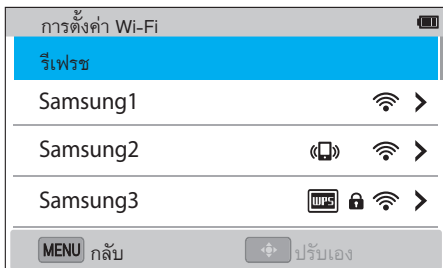 การตั้งค่า Wi-Fi
รีเฟรช
Samsung1
Samsung2
Samsung3 WPS
MENU กลับ ปรับเอง